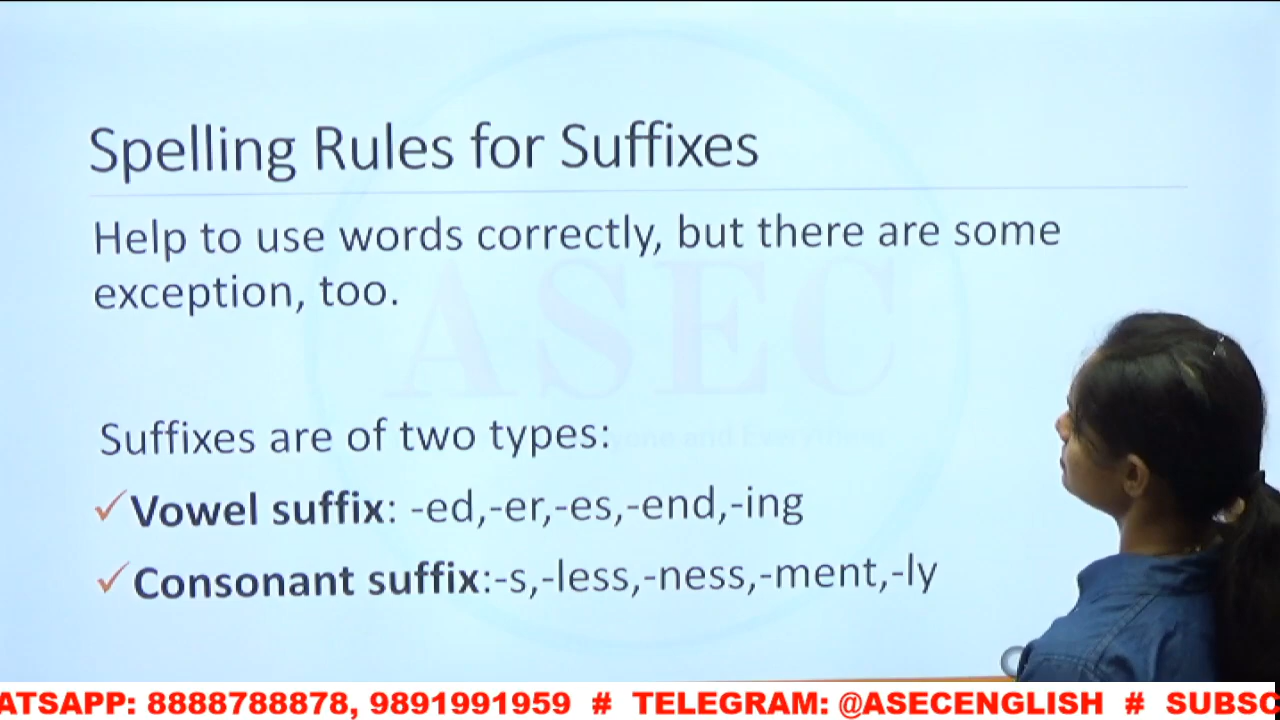 Spelling Rules for Suffixes
Help to use words correctly, but there are some
exception, too.
ASEC
Suffixes are of two types:
✓ Vowel suffix: -ed,-er,-es,-end,-ing
✓ Consonant suffix:-s,-less,-ness,-ment,-ly
ATSAPP: 8888788878, 9891991959 # TELEGRAM: @ASECENGLISH # SUBSC